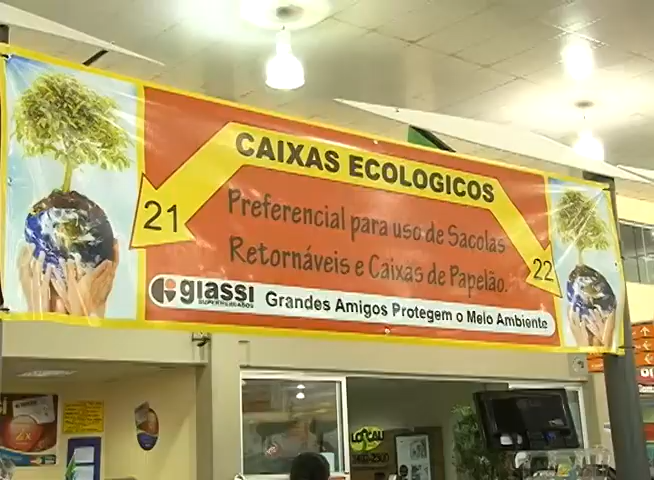 CAIXAS ECOLOGICOS
21
Preferencial para uso de Sacolas
Retornáveis e Caixas de Papelão.
22
giassi
SUPERMERCADOS
Grandes Amigos Protegem o Meio Ambiente